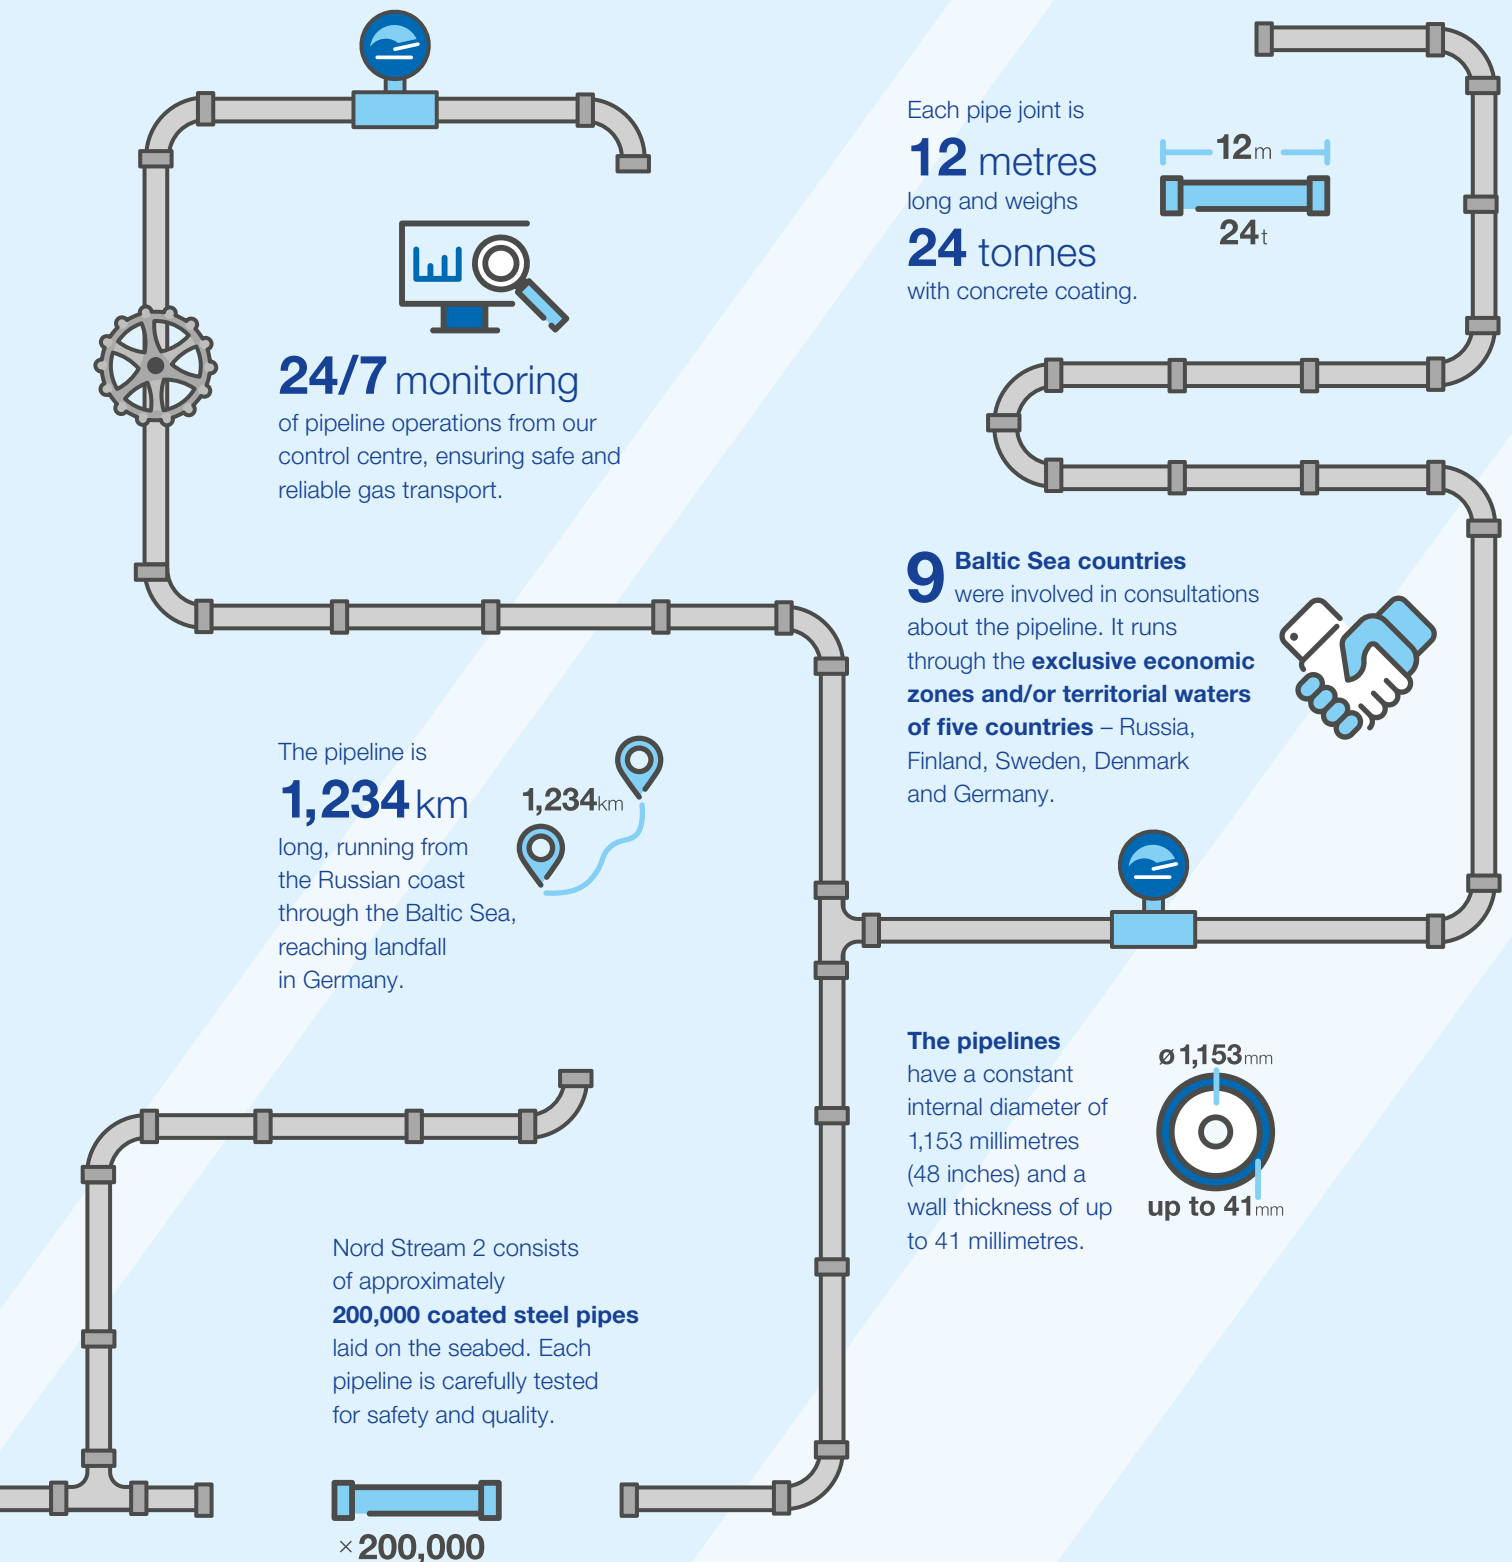 24/7 monitoring
of pipeline operations from our
control centre, ensuring safe and
reliable gas transport.
The pipeline is
1,234 km
long, running from
the Russian coast
through the Baltic Sea,
reaching landfall
in Germany.
1,234km
Nord Stream 2 consists
of approximately
200,000 coated steel pipes
laid on the seabed. Each
pipeline is carefully tested
for safety and quality.
× 200,000
Each pipe joint is
12 metres
long and weighs
24 tonnes
with concrete coating.
12m
24t
9 Baltic Sea countries
were involved in consultations
about the pipeline. It runs
through the exclusive economic
zones and/or territorial waters
of five countries – Russia,
Finland, Sweden, Denmark
and Germany.
The pipelines
have a constant
internal diameter of
1,153 millimetres
(48 inches) and a
wall thickness of up
to 41 millimetres.
ø 1,153mm
up to 41mm